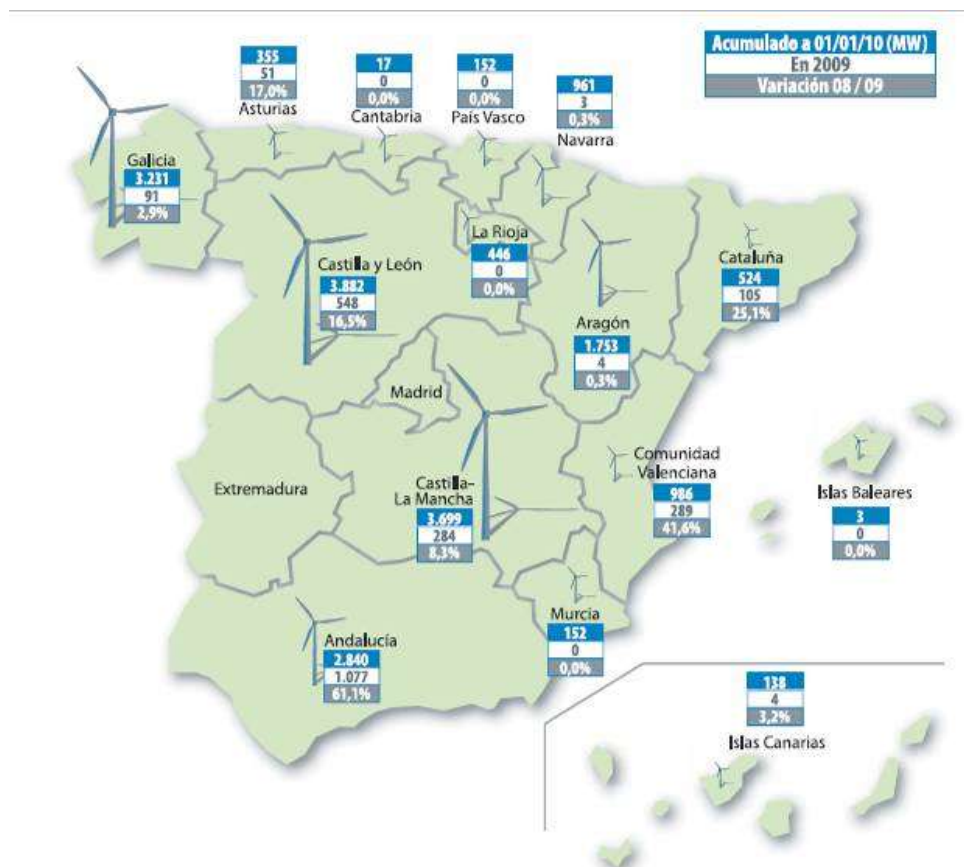 Acumulado a 01/01/10 (MW)
En 2009
Variación 08 / 09
355
51
17,0%
Asturias
17
0
0,0%
Cantabria
152
0
0,0%
País Vasco
961
3
0,3%
Navarra
Galicia
3.231
91
2,9%
La Rioja
446
0
0,0%
Castilla y León
3.882
548
16,5%
Cataluña
524
105
25,1%
Aragón
1.753
4
0,3%
Madrid
Comunidad
Valenciana
986
289
41,6%
Extremadura
Castilla-
La Mancha
3.699
284
8,3%
Islas Baleares
3
0
0,0%
Murcia
152
0
0,0%
Andalucía
2.840
1.077
61,1%
138
4
3,2%
Islas Canarias